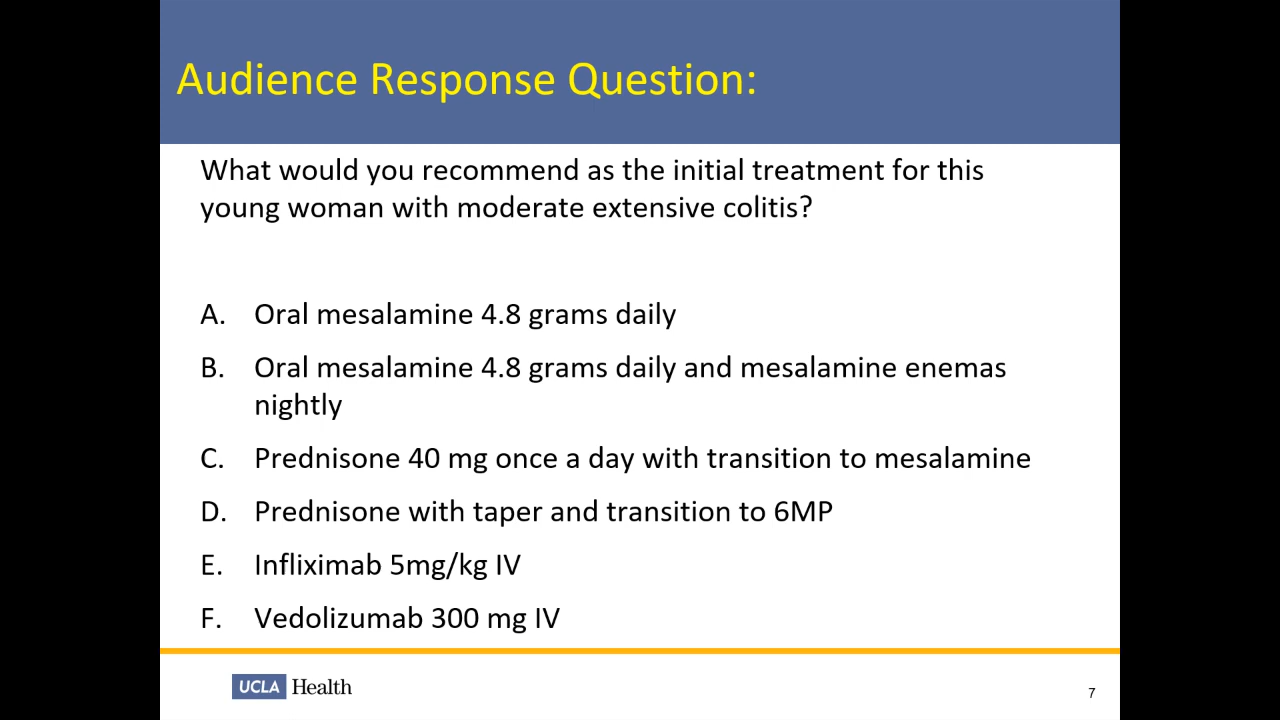 Audience Response Question:
What would you recommend as the initial treatment for this
young woman with moderate extensive colitis?
A. Oral mesalamine 4.8 grams daily
B. Oral mesalamine 4.8 grams daily and mesalamine enemas
nightly
C. Prednisone 40 mg once a day with transition to mesalamine
D. Prednisone with taper and transition to 6MP
E. Infliximab 5mg/kg IV
F. Vedolizumab 300 mg IV
UCLA Health
7